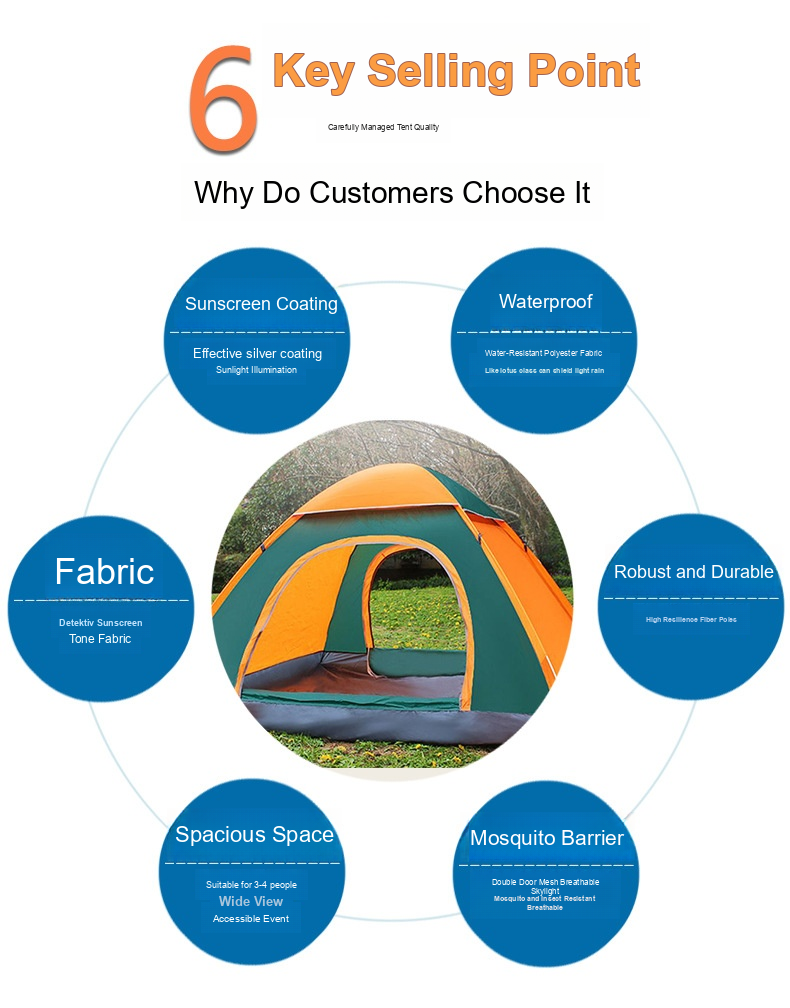 6
Key Selling Point
Carefully Managed Tent Quality
Why Do Customers Choose It
Sunscreen Coating
Effective silver coating
Sunlight Illumination
Waterproof
Water-Resistant Polyester Fabric
Like lotus glass can shield light rain
Fabric
Detektiv Sunscreen
Tone Fabric
Robust and Durable
High Resilience Fiber Poles
Spacious Space
Suitable for 3-4 people
Wide View
Accessible Event
Mosquito Barrier
Double Door Mesh Breathable
Skylight
Mosquito and Insect Resistant
Breathable